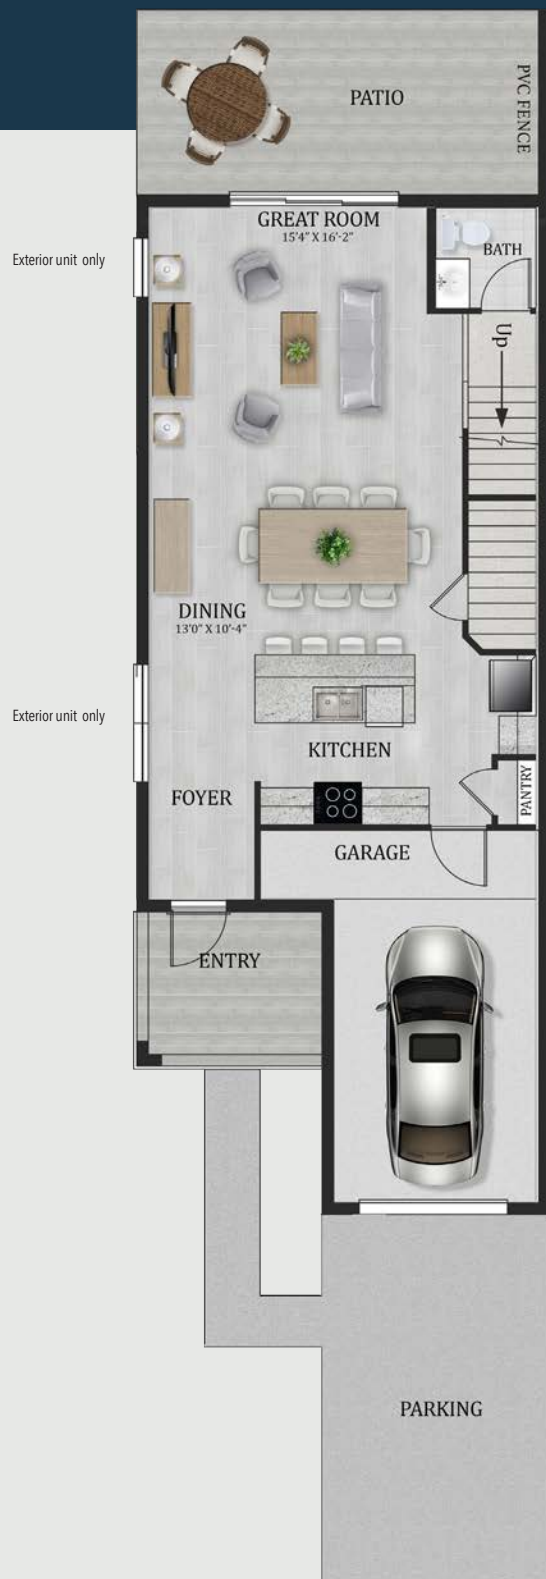 PATIO
PVC FENCE
GREAT ROOM
15'4" X 16'-2"
Exterior unit only
BATH
Up
DINING
13'0" X 10'-4"
Exterior unit only
KITCHEN
FOYER
PANTRY
GARAGE
ENTRY
PARKING